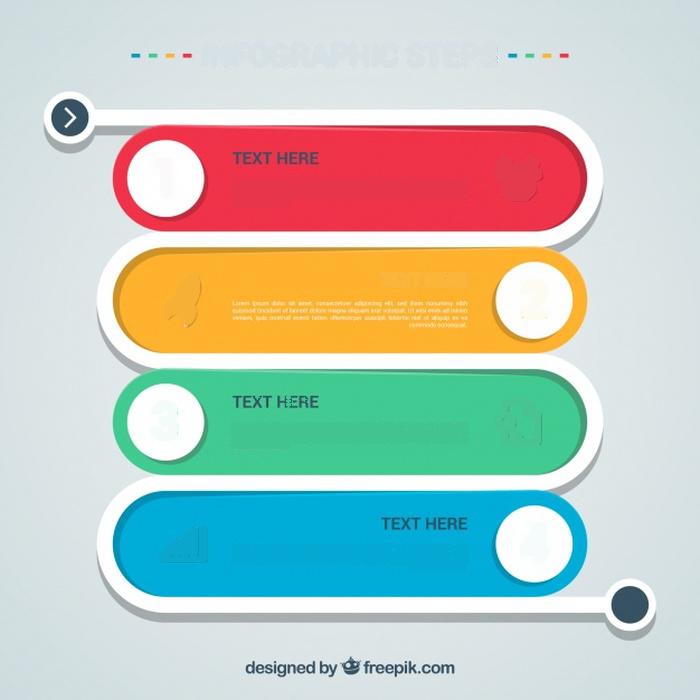 INFOGRAPHIC STEPS
1
TEXT HERE
2
TEXT HERE
Lorem ipsum dolor sit amet, consectetuer adipiscing elit, sed diam nonummy nibh
euismod tincidunt ut laoreet dolore magna aliquam erat volutpat. Ut wisi enim ad minim
veniam, quis nostrud exerci tation ullamcorper suscipit lobortis nisl ut aliquip ex ea
commodo consequat.
3
TEXT HERE
TEXT HERE
4
designed by freepik.com